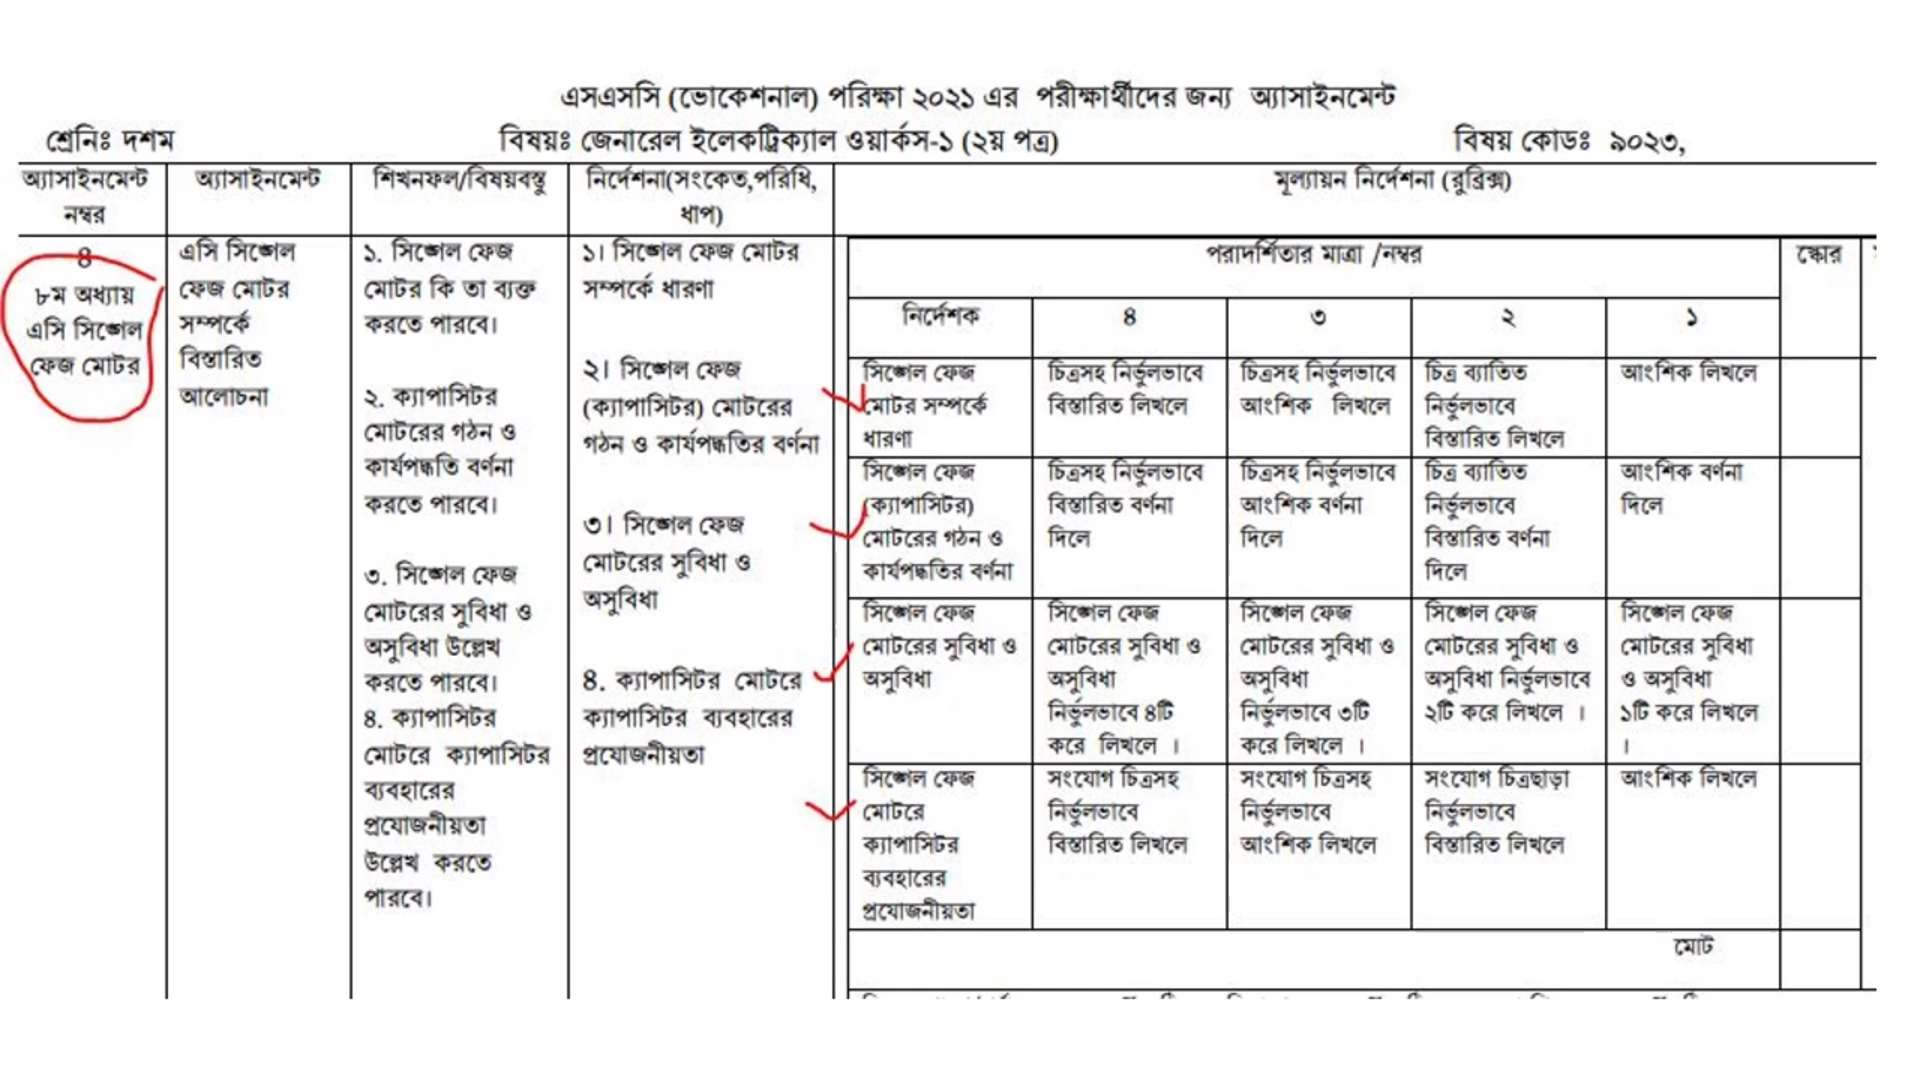 এসএসসি (ভোকেশনাল) পরিক্ষা ২০২১ এর পরীক্ষার্থীদের জন্য অ্যাসাইনমেন্ট
শ্রেনিঃ দশম বিষয়ঃ জেনারেল ইলেকট্রিক্যাল ওয়ার্কস-১ (২য় পত্র) বিষয় কোডঃ ৯০২৩,
অ্যাসাইনমেন্ট
নম্বর
অ্যাসাইনমেন্ট
শিখনফল/বিষয়বস্তু
নির্দেশনা(সংকেত,পরিধি,
ধাপ)
মূল্যায়ন নির্দেশনা (রুব্রিক্স)
৪
৮ম অধ্যায়
এসি সিঙ্গেল
ফেজ মোটর
এসি সিঙ্গেল
ফেজ মোটর
সম্পর্কে
বিস্তারিত
আলোচনা
১. সিঙ্গেল ফেজ
মোটর কি তা ব্যক্ত
করতে পারবে।
২. ক্যাপাসিটর
মোটরের গঠন ও
কার্যপদ্ধতি বর্ণনা
করতে পারবে।
৩. সিঙ্গেল ফেজ
মোটরের সুবিধা ও
অসুবিধা উল্লেখ
করতে পারবে।
৪. ক্যাপাসিটর
মোটরে ক্যাপাসিটর
ব্যবহারের
প্রযোজনীয়তা
উল্লেখ করতে
পারবে।
১। সিঙ্গেল ফেজ মোটর
সম্পর্কে ধারণা
২। সিঙ্গেল ফেজ
(ক্যাপাসিটর) মোটরের
গঠন ও কার্যপদ্ধতির বর্ণনা
৩। সিঙ্গেল ফেজ
মোটরের সুবিধা ও
অসুবিধা
৪. ক্যাপাসিটর মোটরে
ক্যাপাসিটর ব্যবহারের
প্রযোজনীয়তা
পরাদর্শিতার মাত্রা /নম্বর
স্কোর
নির্দেশক
৪
৩
২
১
সিঙ্গেল ফেজ
মোটর সম্পর্কে
ধারণা
চিত্রসহ নির্ভুলভাবে
বিস্তারিত লিখলে
চিত্রসহ নির্ভুলভাবে
আংশিক লিখলে
চিত্র ব্যাতিত
নির্ভুলভাবে
বিস্তারিত লিখলে
আংশিক লিখলে
সিঙ্গেল ফেজ
(ক্যাপাসিটর)
মোটরের গঠন ও
কার্যপদ্ধতির বর্ণনা
চিত্রসহ নির্ভুলভাবে
বিস্তারিত বর্ণনা
দিলে
চিত্রসহ নির্ভুলভাবে
আংশিক বর্ণনা
দিলে
চিত্র ব্যাতিত
নির্ভুলভাবে
বিস্তারিত বর্ণনা
দিলে
আংশিক বর্ণনা
দিলে
সিঙ্গেল ফেজ
মোটরের সুবিধা ও
অসুবিধা
সিঙ্গেল ফেজ
মোটরের সুবিধা ও
অসুবিধা
নির্ভুলভাবে ৪টি
করে লিখলে ।
সিঙ্গেল ফেজ
মোটরের সুবিধা ও
অসুবিধা
নির্ভুলভাবে ৩টি
করে লিখলে ।
সিঙ্গেল ফেজ
মোটরের সুবিধা ও
অসুবিধা নির্ভুলভাবে
২টি করে লিখলে ।
সিঙ্গেল ফেজ
মোটরের সুবিধা
ও অসুবিধা
১টি করে লিখলে
।
সিঙ্গেল ফেজ
মোটরে
ক্যাপাসিটর
ব্যবহারের
প্রযোজনীয়তা
সংযোগ চিত্রসহ
নির্ভুলভাবে
বিস্তারিত লিখলে
সংযোগ চিত্রসহ
নির্ভুলভাবে
আংশিক লিখলে
সংযোগ চিত্রছাড়া
নির্ভুলভাবে
বিস্তারিত লিখলে
আংশিক লিখলে
মোট